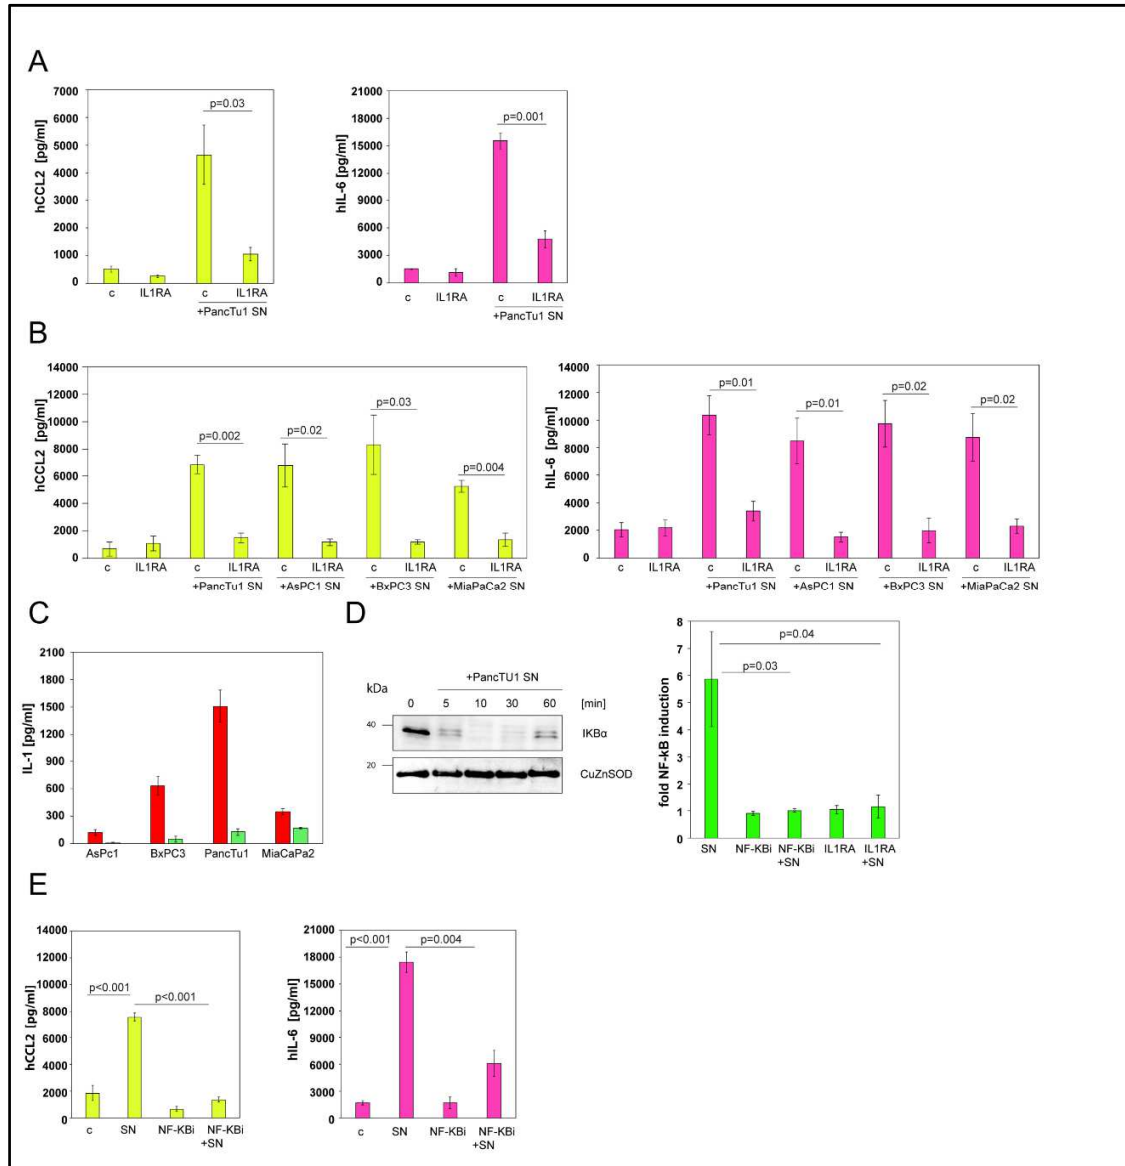 A
hCCL2 [pg/ml]
7000
6000
5000
4000
3000
2000
1000
0
p=0.03
c IL1RA c IL1RA
+PancTu1 SN
hIL-6 [pg/ml]
21000
18000
15000
12000
9000
6000
3000
0
p=0.001
c IL1RA c IL1RA
+PancTu1 SN
B
hCCL2 [pg/ml]
14000
12000
10000
8000
6000
4000
2000
0
p=0.002 p=0.02 p=0.03 p=0.004
c IL1RA c IL1RA c IL1RA c IL1RA c IL1RA
+PancTu1 SN +AsPC1 SN +BxPC3 SN +MiaPaCa2 SN
hIL-6 [pg/ml]
14000
12000
10000
8000
6000
4000
2000
0
p=0.01 p=0.01 p=0.02 p=0.02
c IL1RA c IL1RA c IL1RA c IL1RA c IL1RA
+PancTu1 SN +AsPC1 SN +BxPC3 SN +MiaPaCa2 SN
C
IL-1 [pg/ml]
2100
1800
1500
1200
900
600
300
0
AsPc1 BxPC3 PancTu1 MiaCaPa2
D
+PancTU1 SN
kDa 0 5 10 30 60 [min]
40 IKBα
20 CuZnSOD
fold NF-kB induction
8
7
6
5
4
3
2
1
0
p=0.04
p=0.03
SN NF-KBi NF-KBi IL1RA IL1RA
+SN +SN
E
hCCL2 [pg/ml]
14000
12000
10000
8000
6000
4000
2000
0
p<0.001
p<0.001
c SN NF-KBi NF-KBi
+SN
hIL-6 [pg/ml]
21000
18000
15000
12000
9000
6000
3000
0
p<0.001 p=0.004
c SN NF-KBi NF-KBi
+SN